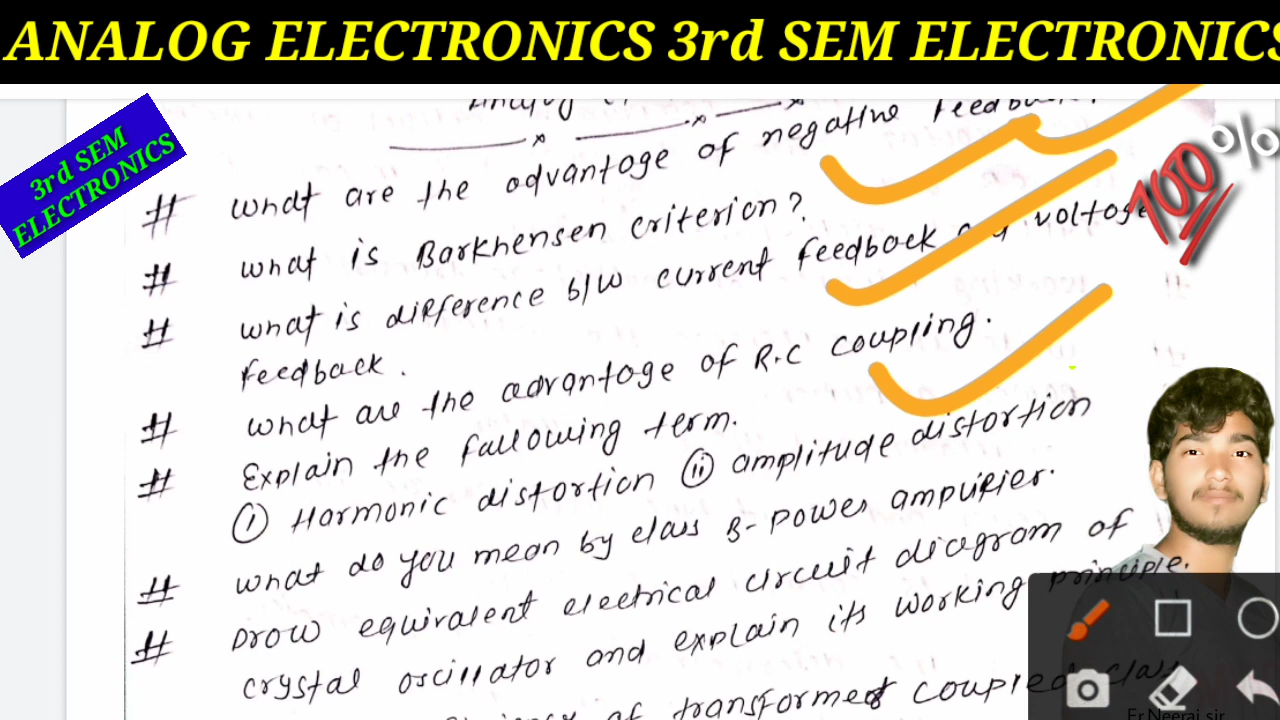 ANALOG ELECTRONICS 3rd SEM ELECTRONICS
3rd SEM
ELECTRONICS
100%
# what are the advantage of negative
# what is Barkhensen criterion?
# what is difference b/w current feedback and voltage
feedback.
# what are the advantage of R.C coupling.
# Explain the following term.
(i) Harmonic distortion (ii) amplitude distortion
# what do you mean by class B- power amplifier.
# Draw equivalent electrical circuit diagram of
crystal oscillator and explain its working principle.
of transformed coupled class
Er Neeraj sir